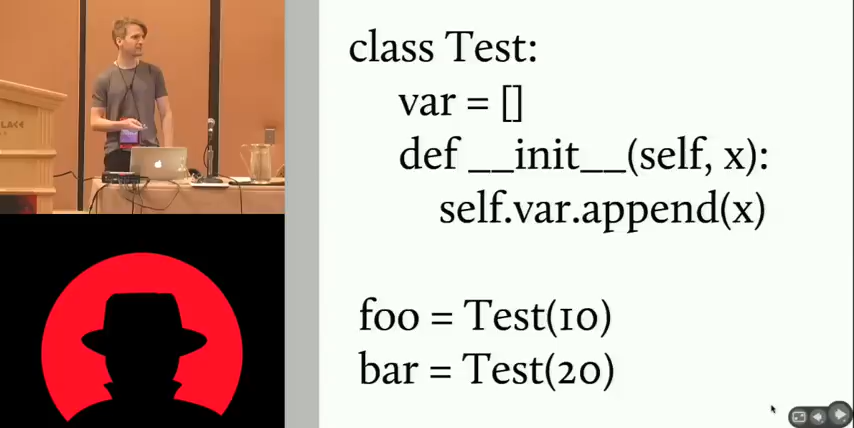 class Test:
var = []
def __init__(self, x):
self.var.append(x)
foo = Test(10)
bar = Test(20)